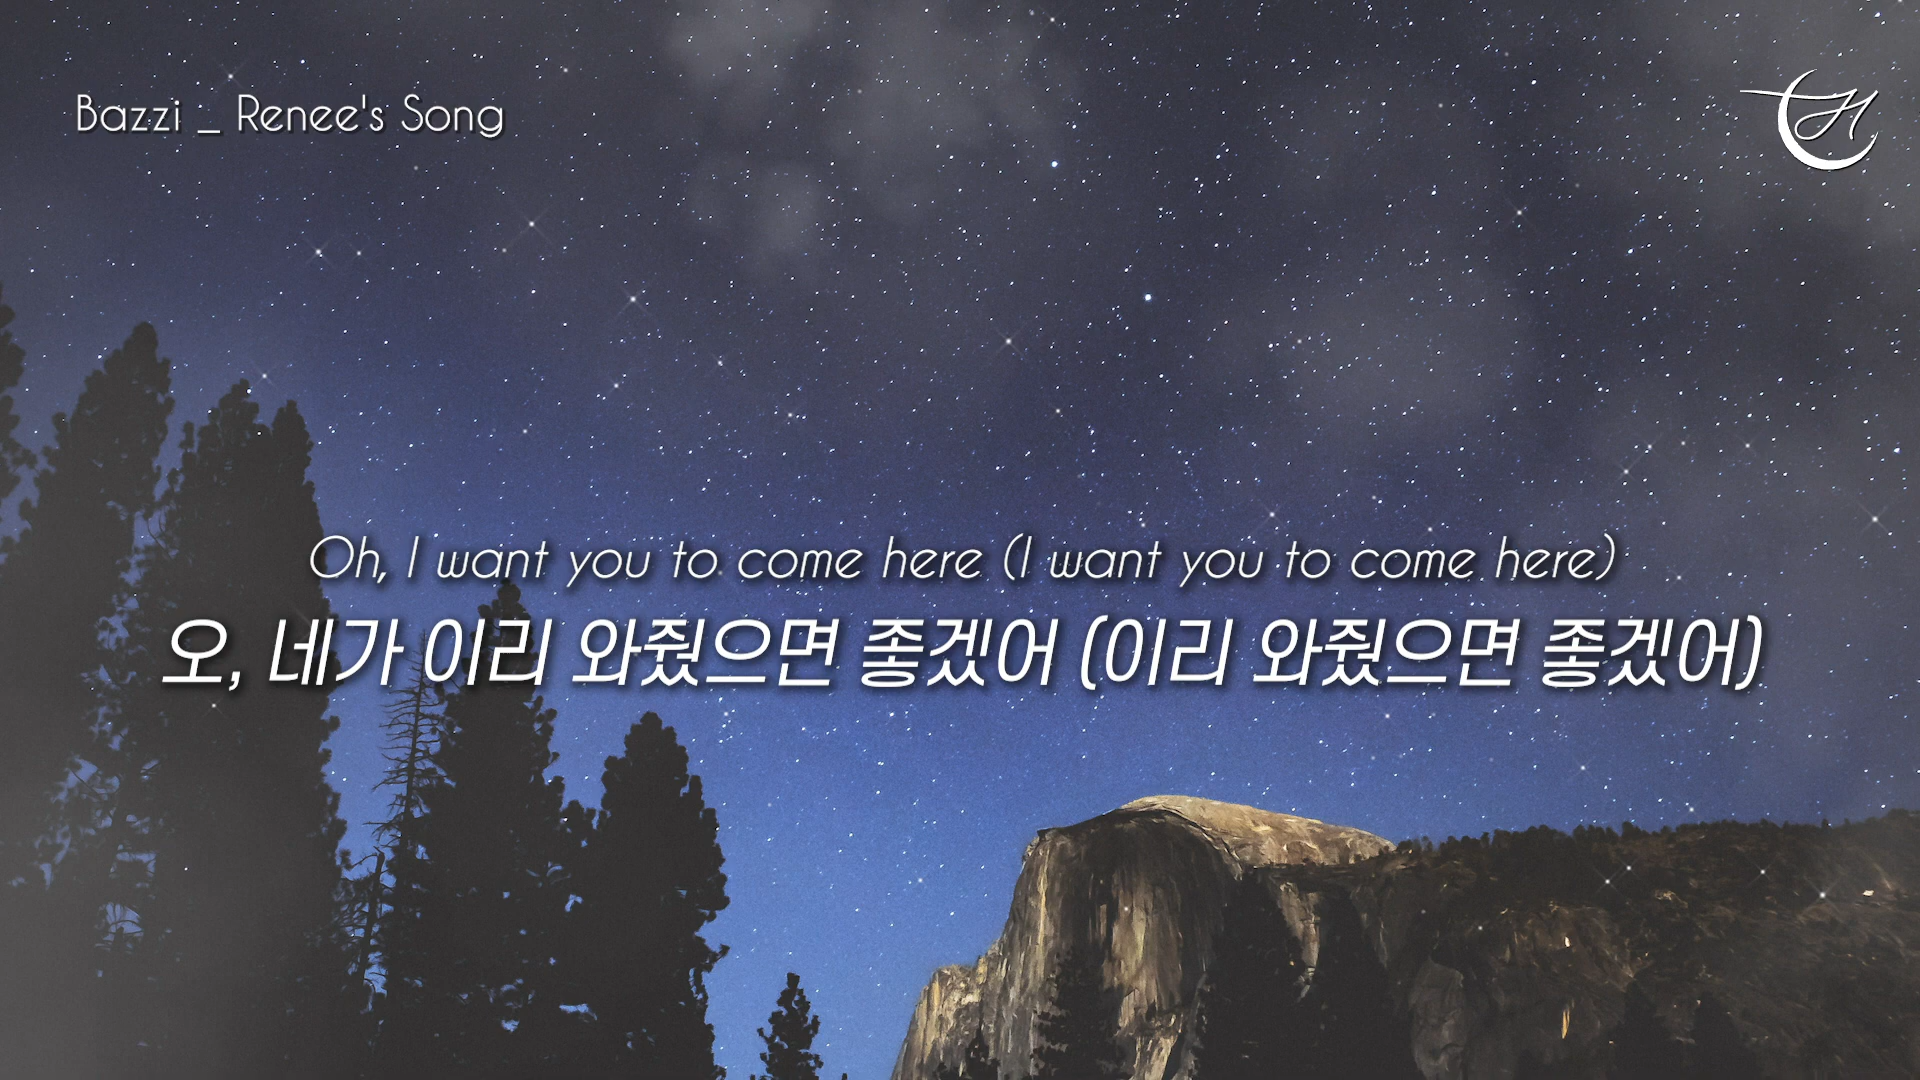 Bazzi _ Renee's Song
Oh, I want you to come here (I want you to come here)
오, 네가 이리 와줬으면 좋겠어 (이리 와줬으면 좋겠어)